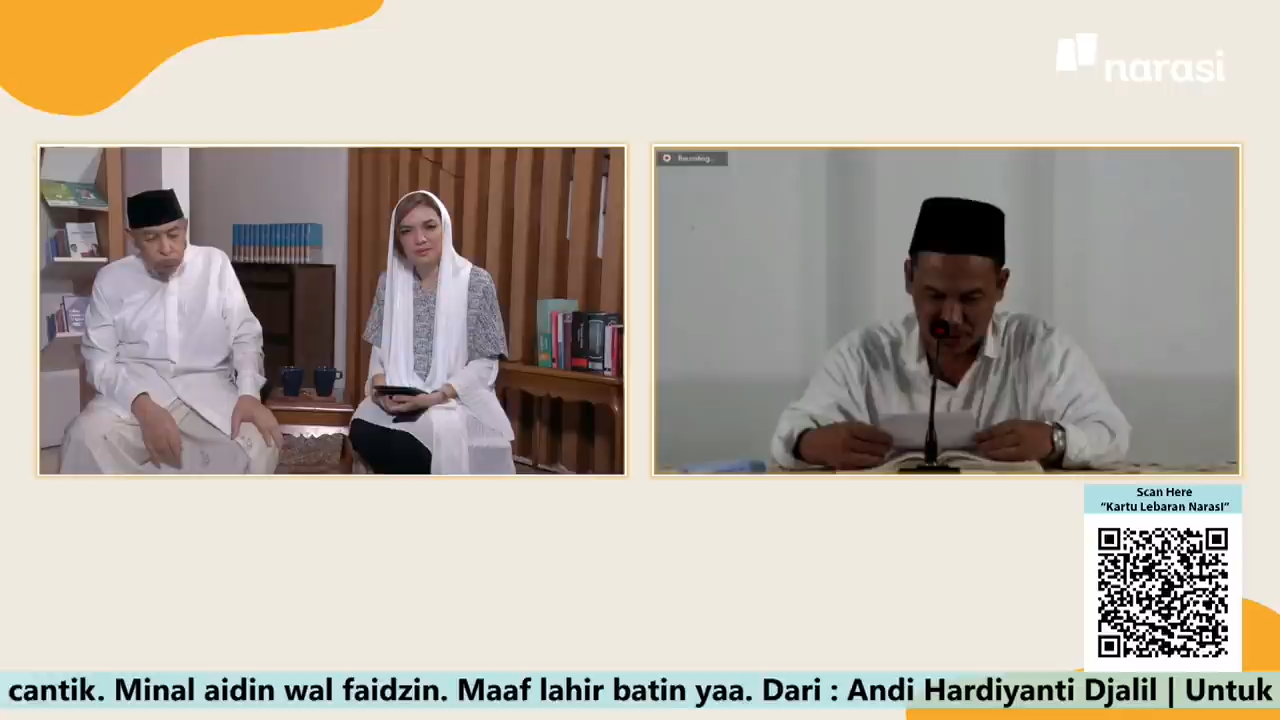 narasi
Recording...
Scan Here
“Kartu Lebaran Narasi”
cantik. Minal aidin wal faidzin. Maaf lahir batin yaa. Dari : Andi Hardiyanti Djalil | Untuk